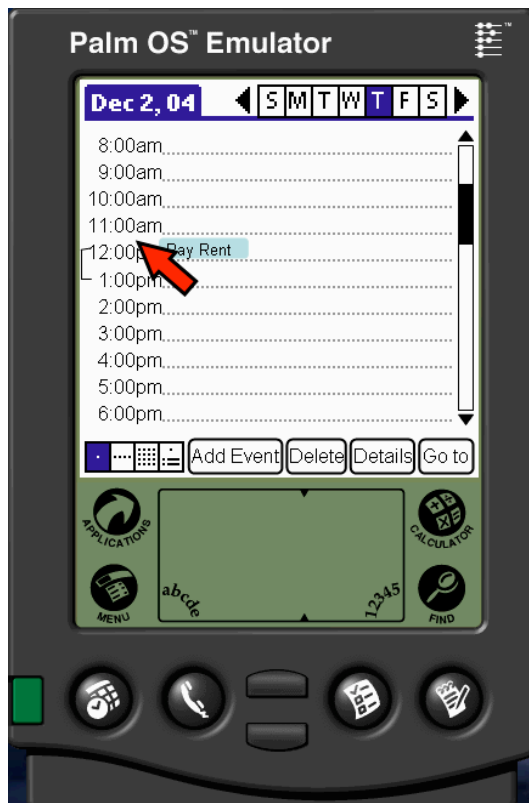 Palm OS™ Emulator
Dec 2, 04 S M T W T F S
8:00am
9:00am
10:00am
11:00am
12:00p Pay Rent
1:00pm
2:00pm
3:00pm
4:00pm
5:00pm
6:00pm
Add Event Delete Details Go to
APPLICATIONS
CALCULATOR
MENU
abcde
12345
FIND